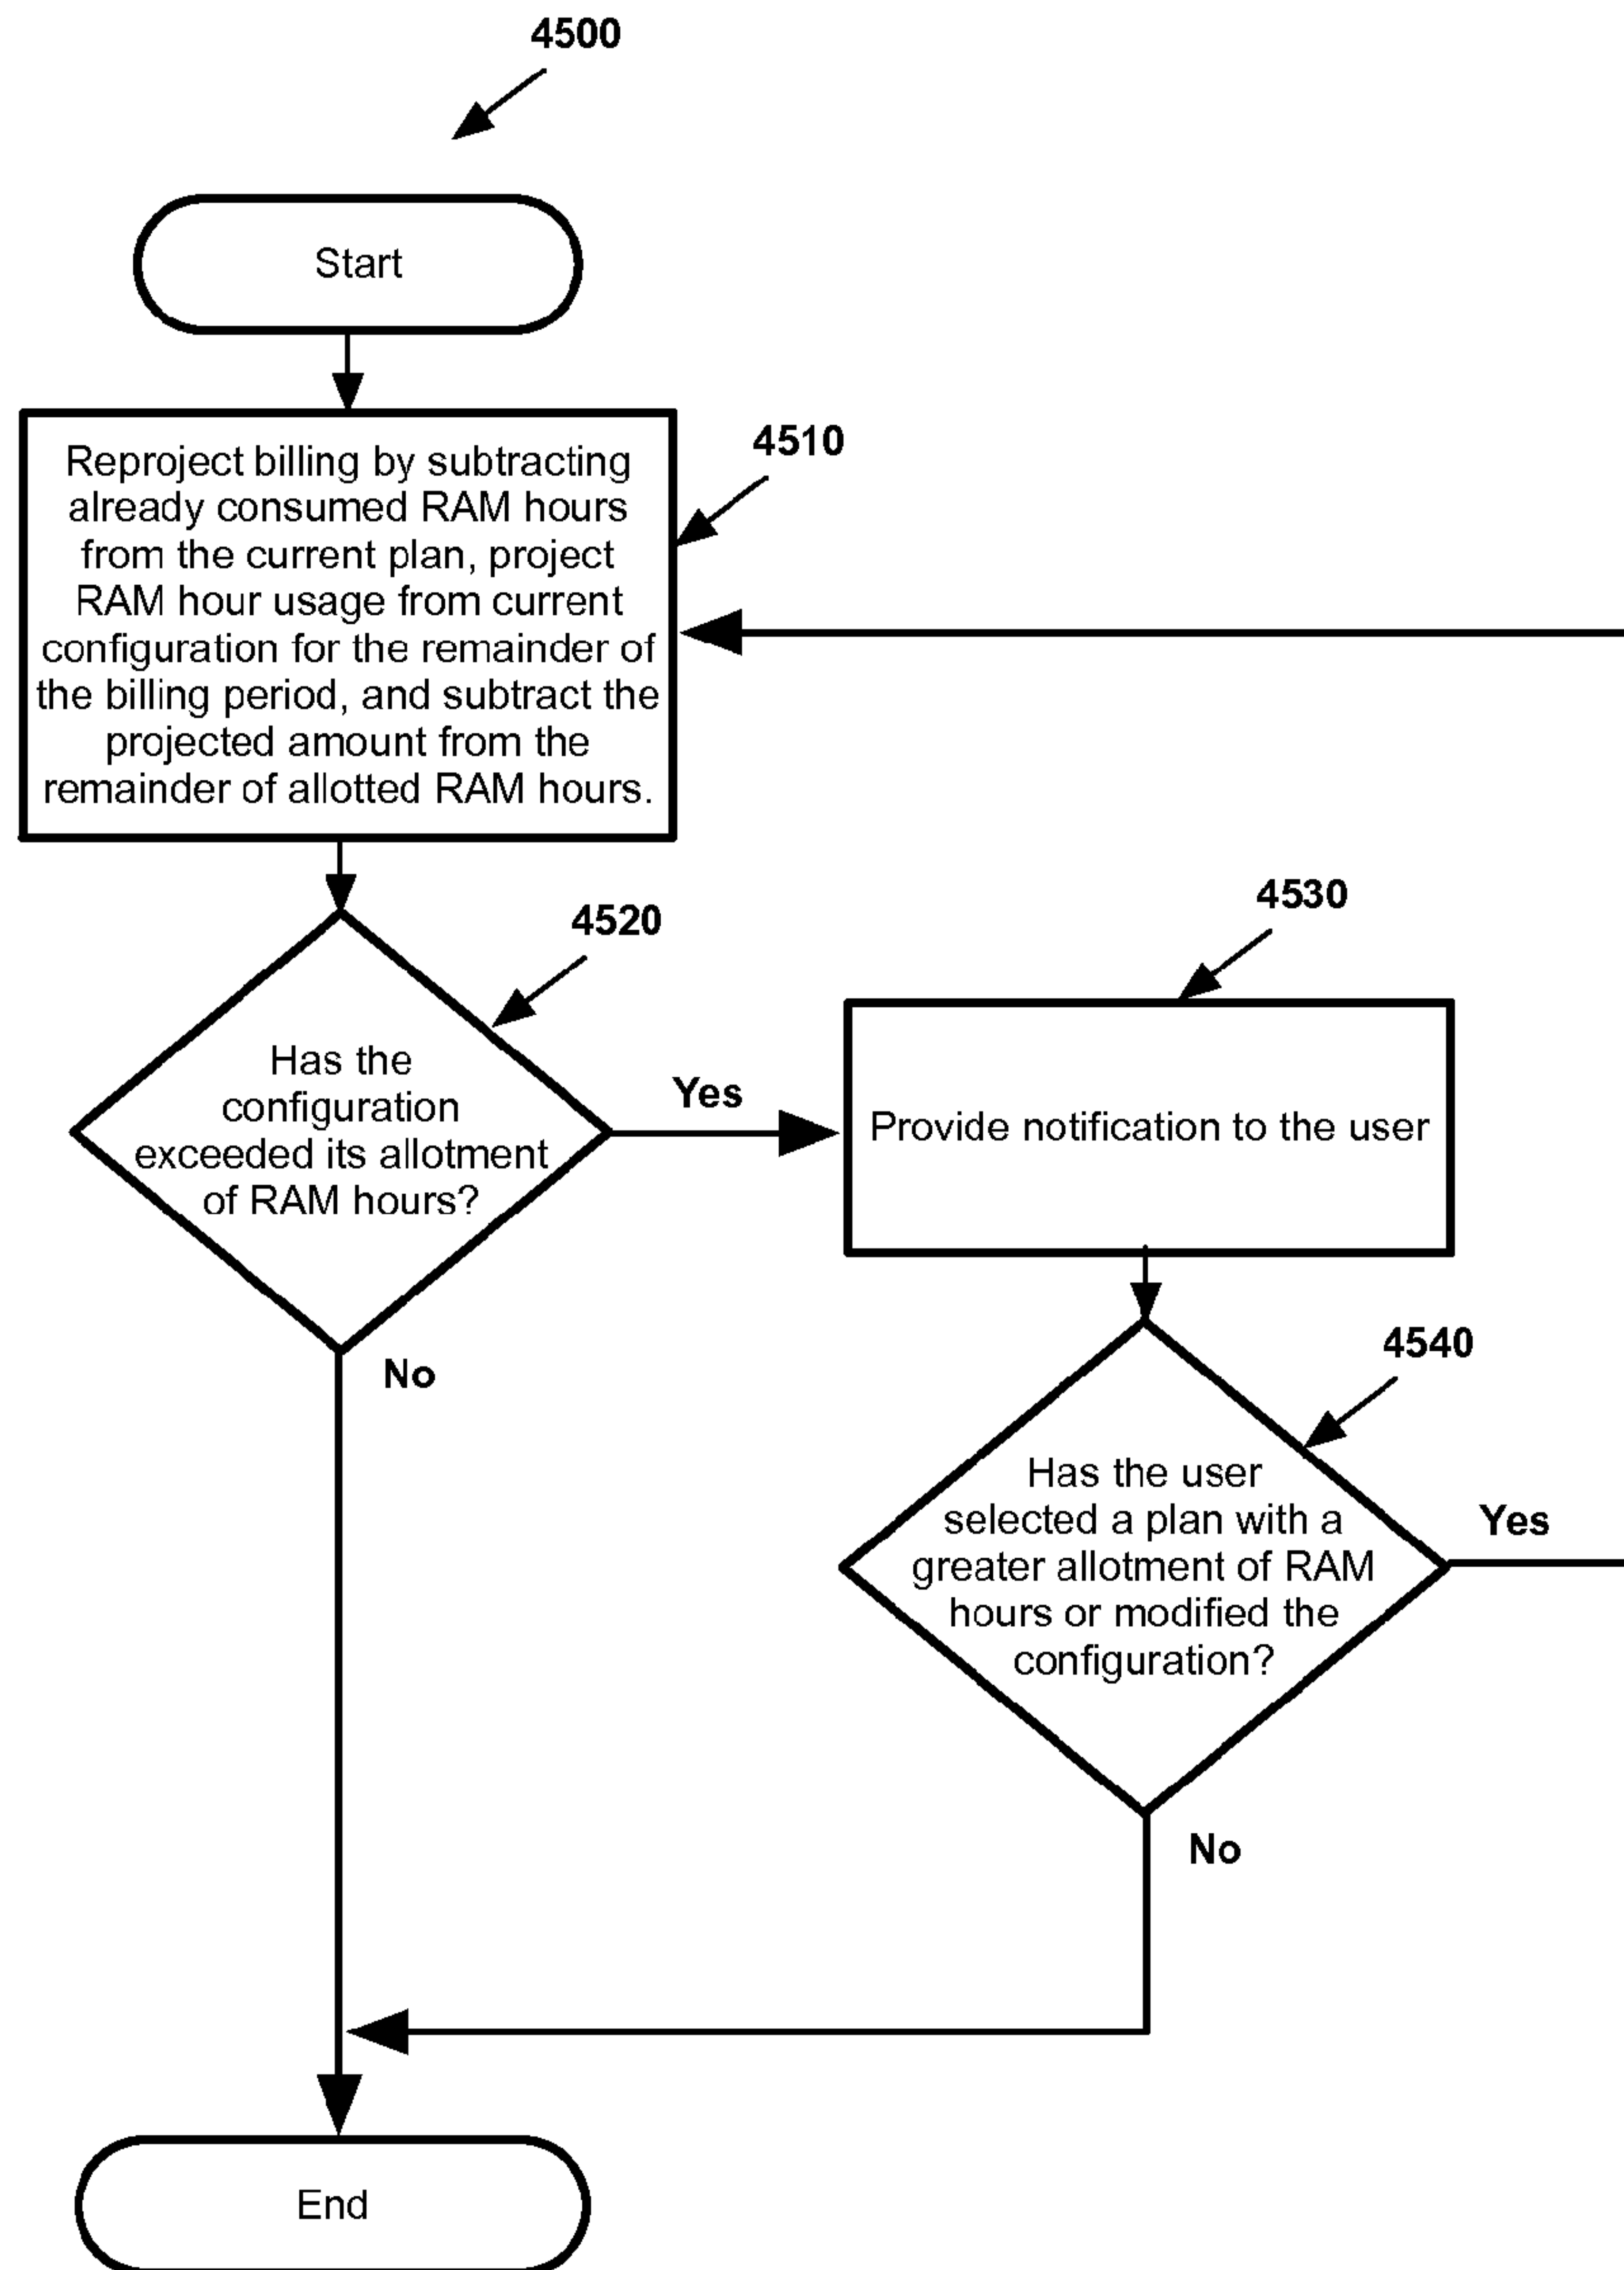 4500
Start
4510
Reproject billing by subtracting
already consumed RAM hours
from the current plan, project
RAM hour usage from current
configuration for the remainder of
the billing period, and subtract the
projected amount from the
remainder of allotted RAM hours.
4520
Has the
configuration
exceeded its allotment
of RAM hours?
Yes
No
4530
Provide notification to the user
4540
Has the user
selected a plan with a
greater allotment of RAM
hours or modified the
configuration?
Yes
No
End